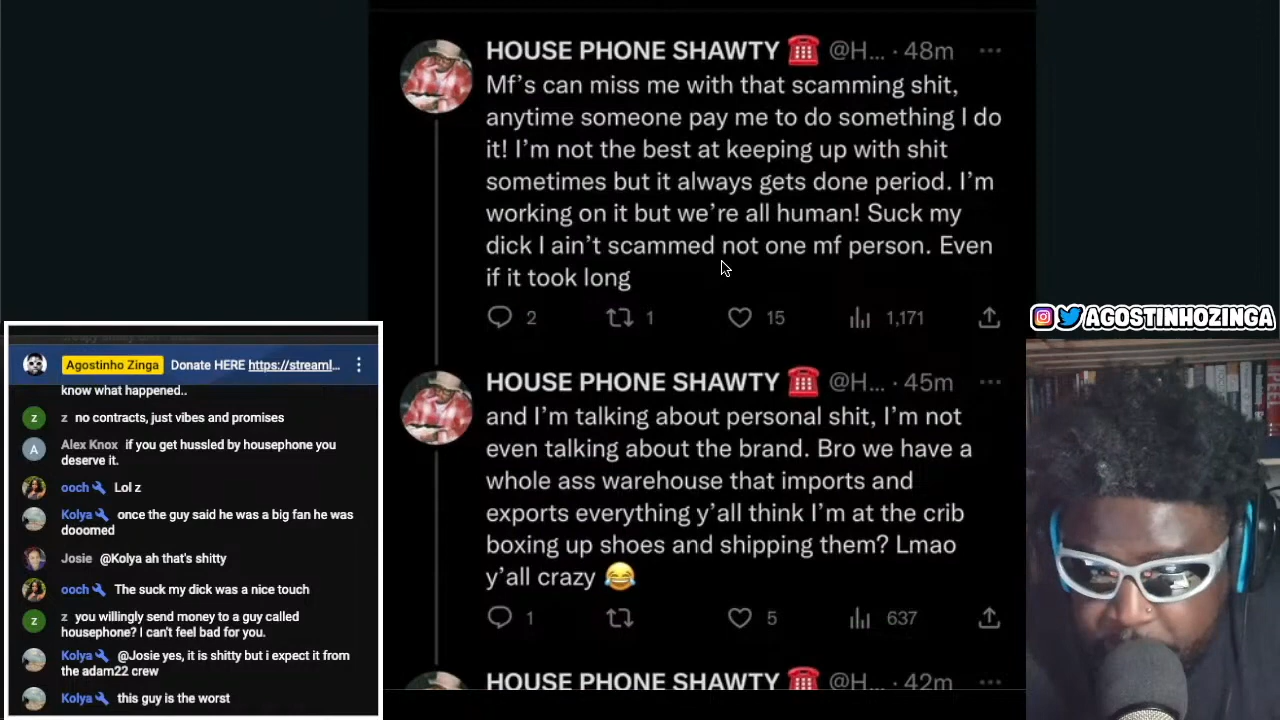 HOUSE PHONE SHAWTY ☎️ @H... · 48m ...
Mf's can miss me with that scamming shit,
anytime someone pay me to do something I do
it! I'm not the best at keeping up with shit
sometimes but it always gets done period. I'm
working on it but we're all human! Suck my
dick I ain't scammed not one mf person. Even
if it took long
2 1 15 1,171
HOUSE PHONE SHAWTY ☎️ @H... · 45m ...
and I'm talking about personal shit, I'm not
even talking about the brand. Bro we have a
whole ass warehouse that imports and
exports everything y'all think I'm at the crib
boxing up shoes and shipping them? Lmao
y'all crazy 😂
1 5 637
HOUSE PHONE SHAWTY ☎️ @H... · 42m ...
Agostinho Zinga Donate HERE https://streaml...
know what happened..
z z no contracts, just vibes and promises
A Alex Knox if you get hussled by housephone you
deserve it.
ooch Lol z
Kolya once the guy said he was a big fan he was
dooomed
Josie @Kolya ah that's shitty
ooch The suck my dick was a nice touch
z z you willingly send money to a guy called
housephone? I can't feel bad for you.
Kolya @Josie yes, it is shitty but i expect it from
the adam22 crew
Kolya this guy is the worst
AGOSTINHOZINGA